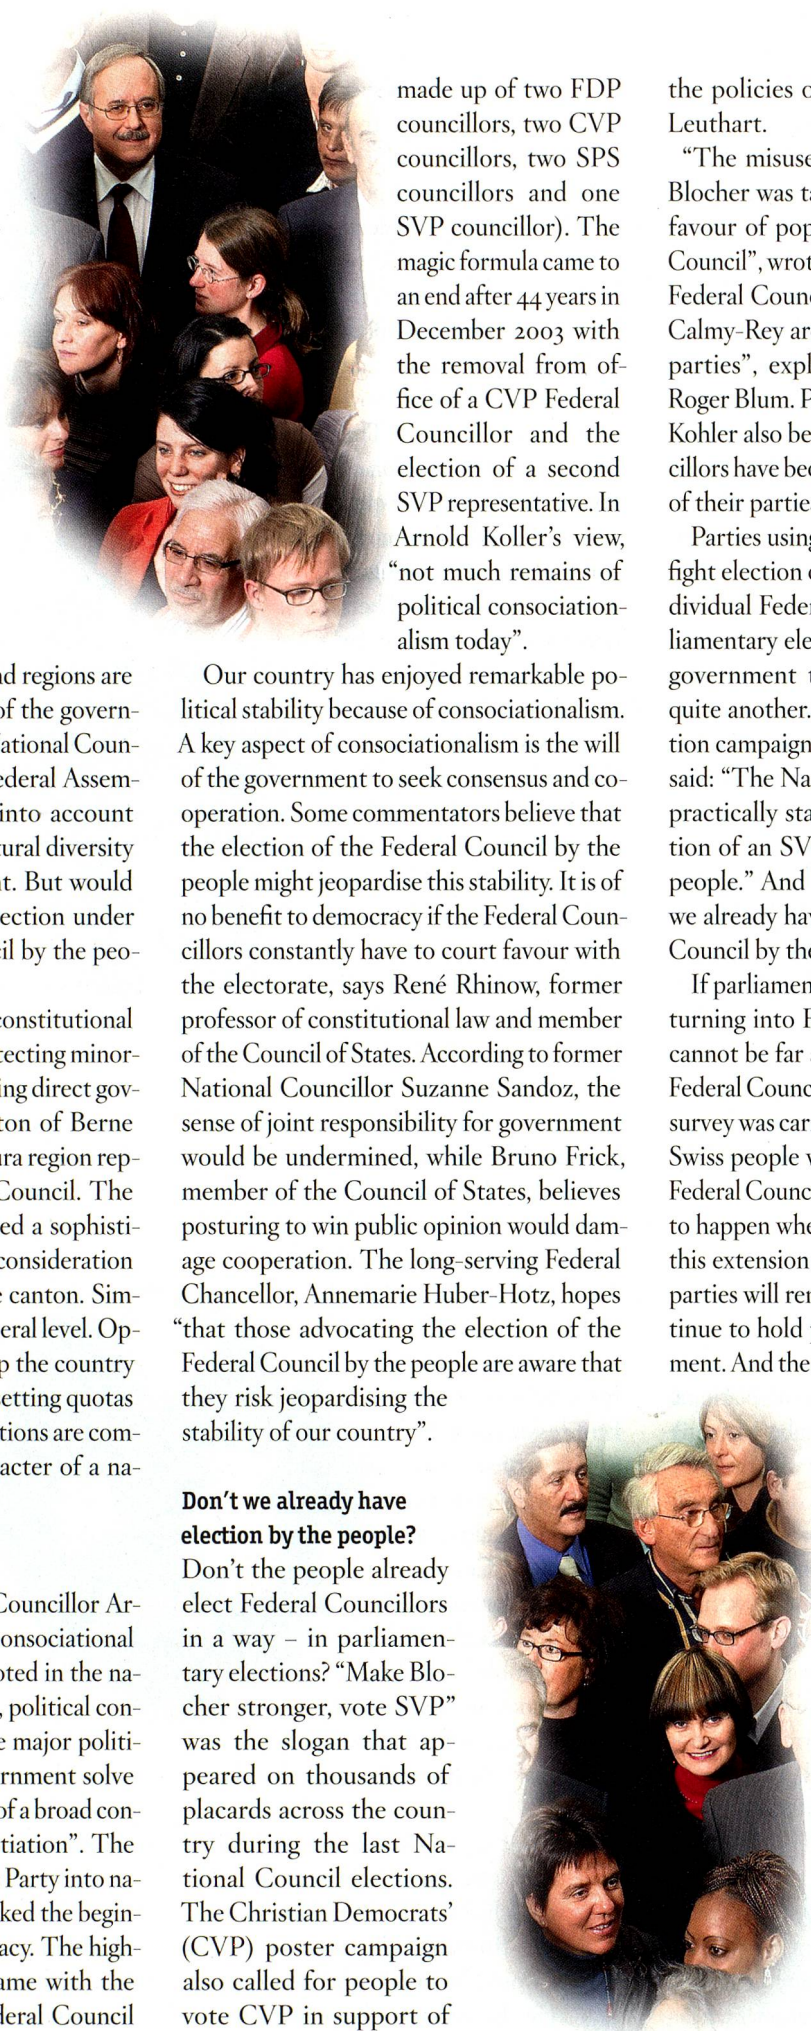 nd regions are
of the govern-
ational Coun-
ederal Assem-
into account
tural diversity
t. But would
ection under
cil by the peo-
constitutional
tecting minor-
ing direct gov-
ton of Berne
ura region rep-
Council. The
ed a sophisti-
consideration
e canton. Sim-
eral level. Op-
p the country
setting quotas
tions are com-
acter of a na-
Councillor Ar-
onsociational
oted in the na-
, political con-
e major politi-
rnment solve
of a broad con-
tiation”. The
Party into na-
ked the begin-
acy. The high-
ame with the
deral Council
made up of two FDP
councillors, two CVP
councillors, two SPS
councillors and one
SVP councillor). The
magic formula came to
an end after 44 years in
December 2003 with
the removal from of-
fice of a CVP Federal
Councillor and the
election of a second
SVP representative. In
Arnold Koller’s view,
“not much remains of
political consociation-
alism today”.
Our country has enjoyed remarkable po-
litical stability because of consociationalism.
A key aspect of consociationalism is the will
of the government to seek consensus and co-
operation. Some commentators believe that
the election of the Federal Council by the
people might jeopardise this stability. It is of
no benefit to democracy if the Federal Coun-
cillors constantly have to court favour with
the electorate, says René Rhinow, former
professor of constitutional law and member
of the Council of States. According to former
National Councillor Suzanne Sandoz, the
sense of joint responsibility for government
would be undermined, while Bruno Frick,
member of the Council of States, believes
posturing to win public opinion would dam-
age cooperation. The long-serving Federal
Chancellor, Annemarie Huber-Hotz, hopes
“that those advocating the election of the
Federal Council by the people are aware that
they risk jeopardising the
stability of our country”.
Don’t we already have
election by the people?
Don’t the people already
elect Federal Councillors
in a way – in parliamen-
tary elections? “Make Blo-
cher stronger, vote SVP”
was the slogan that ap-
peared on thousands of
placards across the coun-
try during the last Na-
tional Council elections.
The Christian Democrats’
(CVP) poster campaign
also called for people to
vote CVP in support of
the policies o
Leuthart.
“The misuse
Blocher was ta
favour of pop
Council”, wrot
Federal Counc
Calmy-Rey ar
parties”, expl
Roger Blum. P
Kohler also be
cillors have bee
of their partie
Parties using
fight election c
dividual Feder
liamentary ele
government t
quite another.
tion campaign
said: “The Na
practically sta
tion of an SV
people.” And
we already hav
Council by the
If parliamen
turning into F
cannot be far
Federal Counc
survey was car
Swiss people w
Federal Counc
to happen whe
this extension
parties will ren
tinue to hold
ment. And the